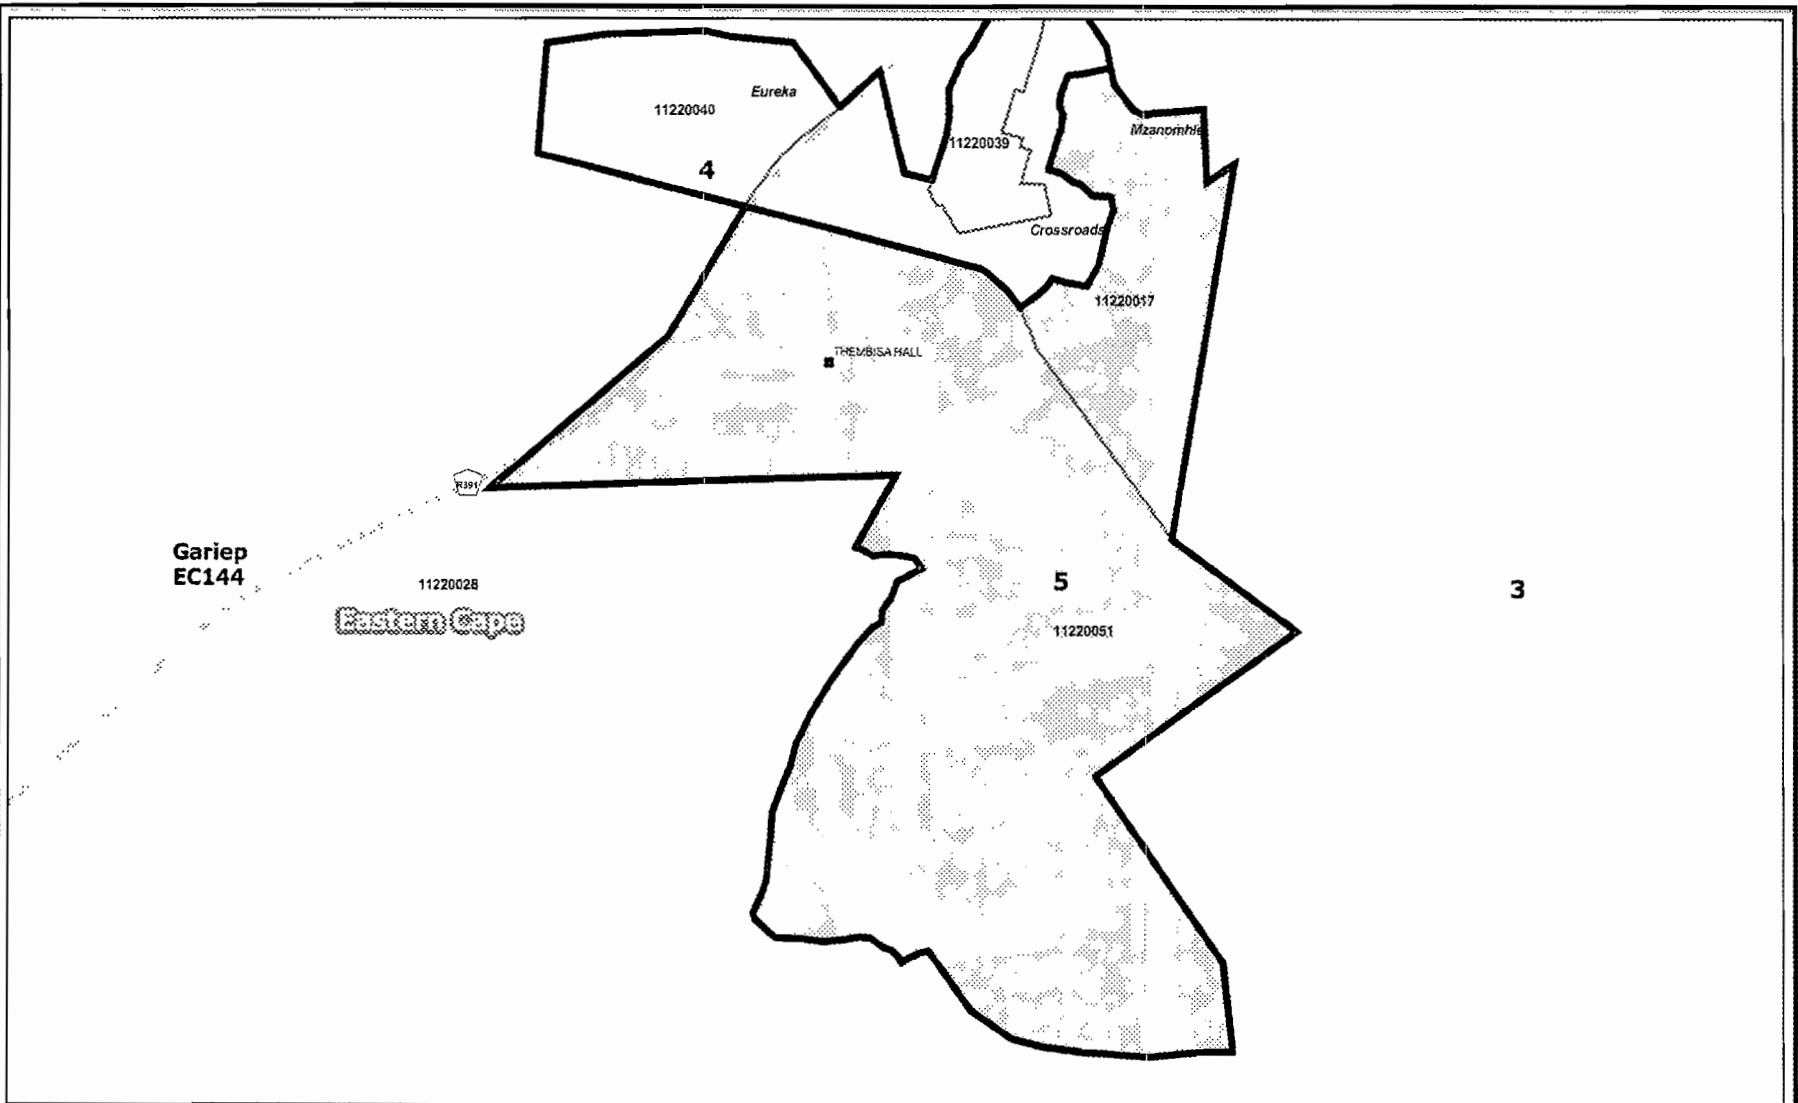 Eureka
11220040
Mzanomhle
11220039
4
Crossroads
11220017
THEMBISA HALL
R391
Gariep
EC144
5
3
11220028
Eastern Cape
11220051